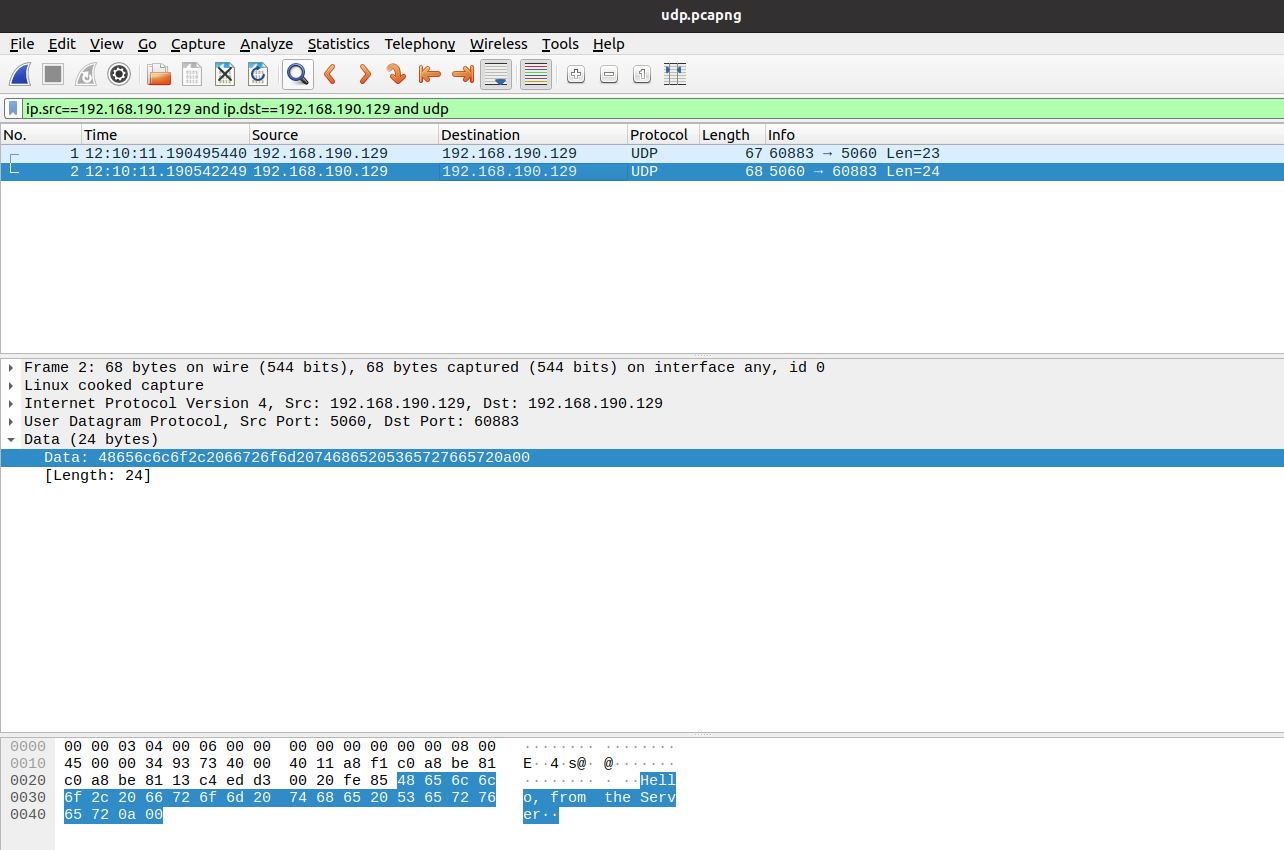 udp.pcapng
File Edit View Go Capture Analyze Statistics Telephony Wireless Tools Help
ip.src==192.168.190.129 and ip.dst==192.168.190.129 and udp
No. Time Source Destination Protocol Length Info
1 12:10:11.190495440 192.168.190.129 192.168.190.129 UDP 67 60883 → 5060 Len=23
2 12:10:11.190542249 192.168.190.129 192.168.190.129 UDP 68 5060 → 60883 Len=24
Frame 2: 68 bytes on wire (544 bits), 68 bytes captured (544 bits) on interface any, id 0
Linux cooked capture
Internet Protocol Version 4, Src: 192.168.190.129, Dst: 192.168.190.129
User Datagram Protocol, Src Port: 5060, Dst Port: 60883
Data (24 bytes)
Data: 48656c6c6f2c2066726f6d20746865205365727665720a00
[Length: 24]
0000 00 00 03 04 00 06 00 00 00 00 00 00 00 00 08 00 ········ ········
0010 45 00 00 34 93 73 40 00 40 11 a8 f1 c0 a8 be 81 E··4·s@· @·······
0020 c0 a8 be 81 13 c4 ed d3 00 20 fe 85 48 65 6c 6c ········ · ··Hell
0030 6f 2c 20 66 72 6f 6d 20 74 68 65 20 53 65 72 76 o, from the Serv
0040 65 72 0a 00 er··